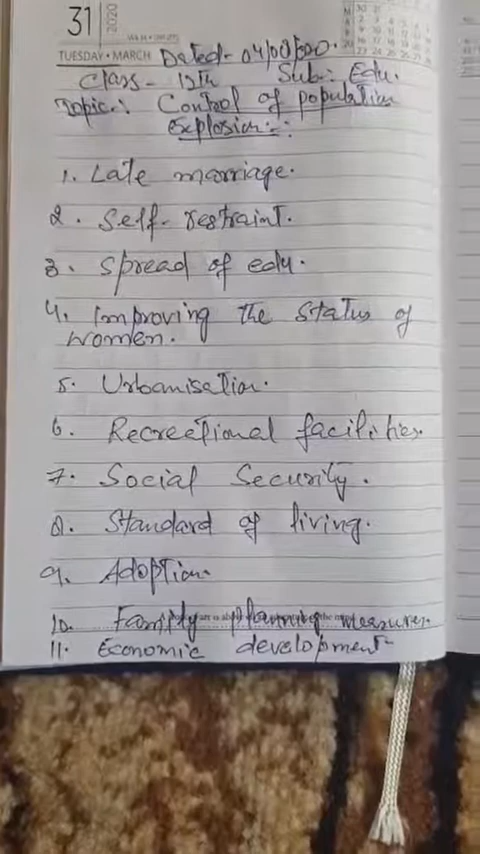 31
2020
TUESDAY • MARCH Dated- 04/08/020.
Class- 12th Sub: Edu.
Topic: Control of population
explosion:-
1. Late marriage.
2. Self- restraint.
3. Spread of edu.
4. Improving the status of
women.
5. Urbanisation.
6. Recreational facilities.
7. Social Security.
8. Standard of living.
9. Adoption.
10. Family planning measures.
11. Economic development